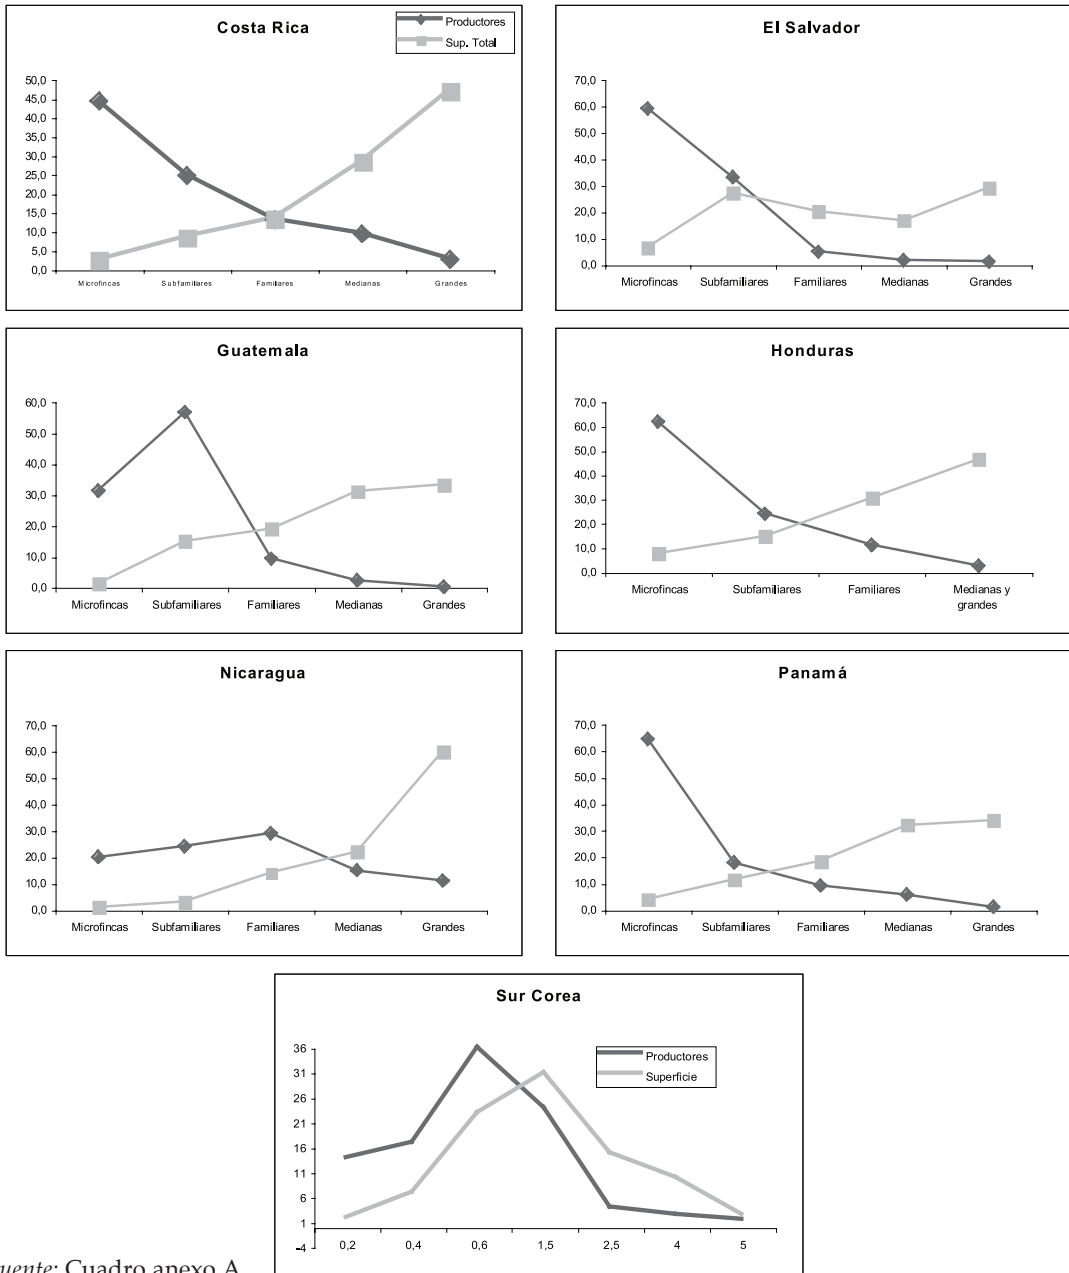 Costa Rica
Productores
Sup. Total
50,0
45,0
40,0
35,0
30,0
25,0
20,0
15,0
10,0
5,0
0,0
Microfincas Subfamiliares Familiares Medianas Grandes
El Salvador
70,0
60,0
50,0
40,0
30,0
20,0
10,0
0,0
Microfincas Subfamiliares Familiares Medianas Grandes
Guatemala
60,0
50,0
40,0
30,0
20,0
10,0
0,0
Microfincas Subfamiliares Familiares Medianas Grandes
Honduras
70,0
60,0
50,0
40,0
30,0
20,0
10,0
0,0
Microfincas Subfamiliares Familiares Medianas y
grandes
Nicaragua
70,0
60,0
50,0
40,0
30,0
20,0
10,0
0,0
Microfincas Subfamiliares Familiares Medianas Grandes
Panamá
70,0
60,0
50,0
40,0
30,0
20,0
10,0
0,0
Microfincas Subfamiliares Familiares Medianas Grandes
Sur Corea
Productores
Superficie
36
31
26
21
16
11
6
1
-4
0,2 0,4 0,6 1,5 2,5 4 5
uente: Cuadro anexo A